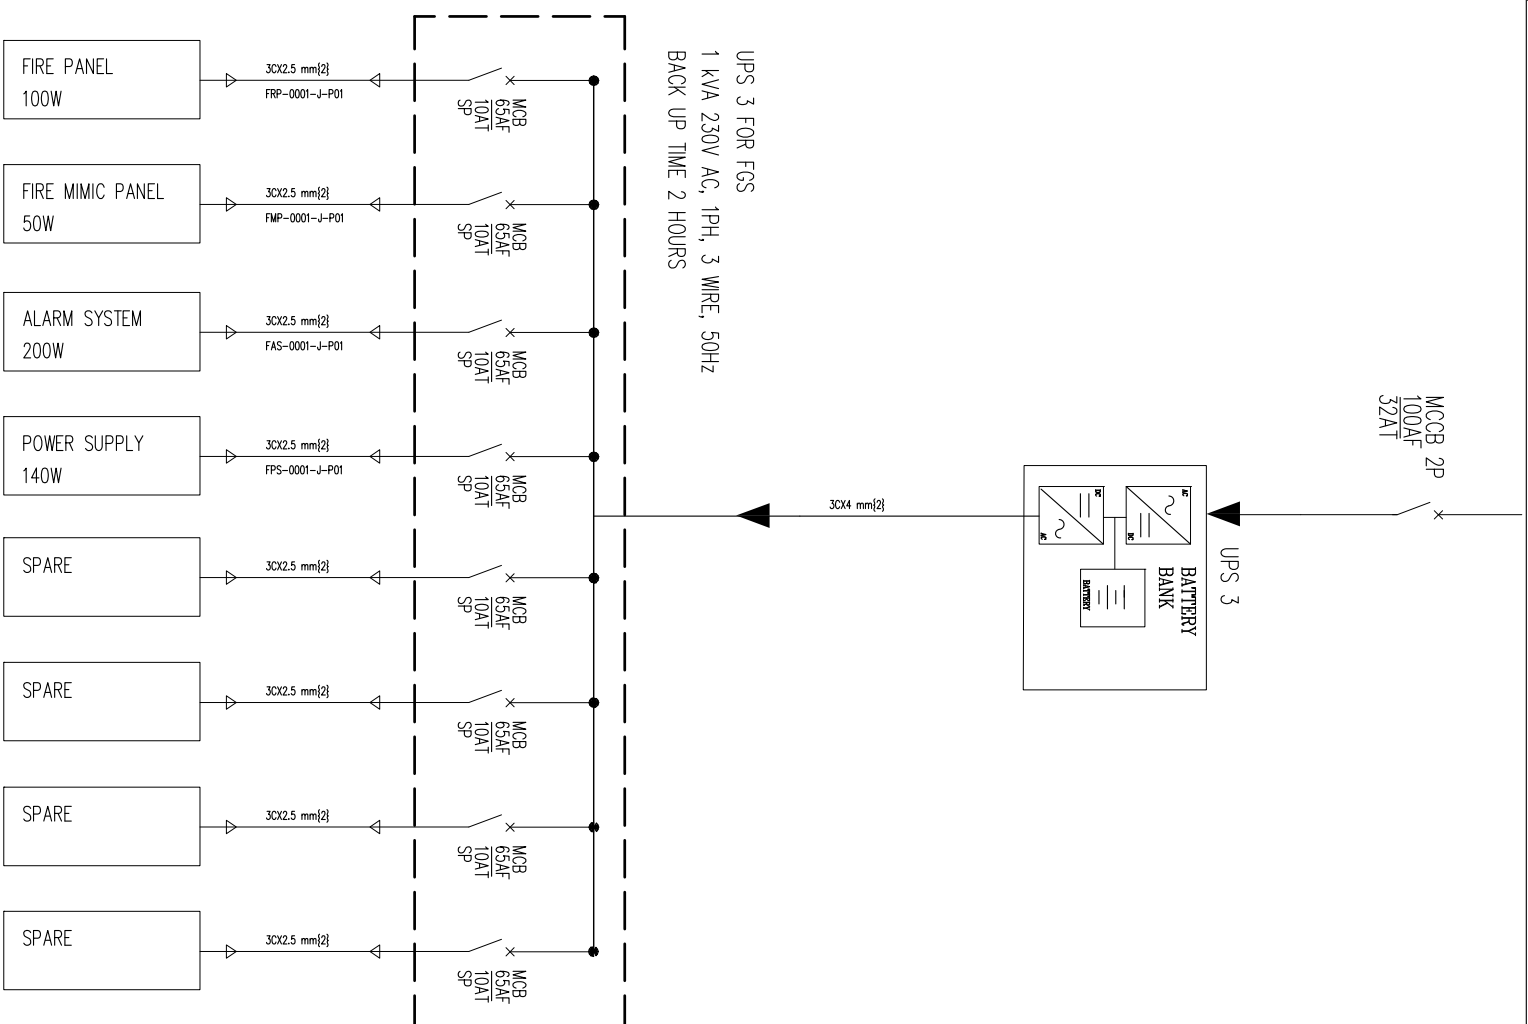 FIRE PANEL
100W
3CX2.5 mm{2}
FRP-0001-J-P01
MCB
65AF
10AT
SP
FIRE MIMIC PANEL
50W
3CX2.5 mm{2}
FMP-0001-J-P01
MCB
65AF
10AT
SP
ALARM SYSTEM
200W
3CX2.5 mm{2}
FAS-0001-J-P01
MCB
65AF
10AT
SP
POWER SUPPLY
140W
3CX2.5 mm{2}
FPS-0001-J-P01
MCB
65AF
10AT
SP
SPARE
3CX2.5 mm{2}
MCB
65AF
10AT
SP
SPARE
3CX2.5 mm{2}
MCB
65AF
10AT
SP
SPARE
3CX2.5 mm{2}
MCB
65AF
10AT
SP
SPARE
3CX2.5 mm{2}
MCB
65AF
10AT
SP
UPS 3 FOR FGS
1 kVA 230V AC, 1PH, 3 WIRE, 50Hz
BACK UP TIME 2 HOURS
3CX4 mm{2}
DC
AC
AC
DC
BATTERY
BATTERY
BANK
UPS 3
MCCB 2P
100AF
32AT